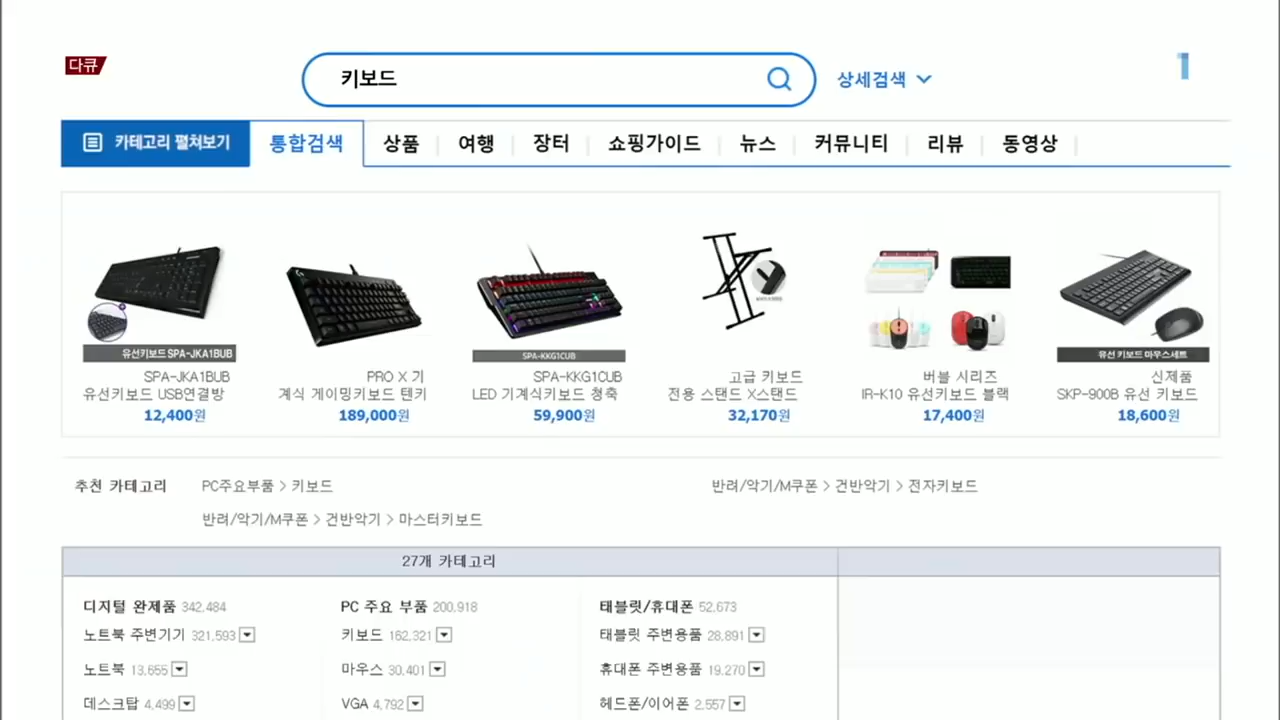 다큐
키보드
상세검색
1
카테고리 펼쳐보기
통합검색
상품
여행
장터
쇼핑가이드
뉴스
커뮤니티
리뷰
동영상
유선키보드 SPA-JKA1BUB
SPA-KKG1CUB
유선 키보드 마우스세트
SPA-JKA1BUB
유선키보드 USB연결방
12,400원
PRO X 기
계식 게이밍키보드 텐키
189,000원
SPA-KKG1CUB
LED 기계식키보드 청축
59,900원
고급 키보드
전용 스탠드 X스탠드
32,170원
버블 시리즈
IR-K10 유선키보드 블랙
17,400원
신제품
SKP-900B 유선 키보드
18,600원
추천 카테고리
PC주요부품 > 키보드
반려/악기/M쿠폰 > 건반악기 > 전자키보드
반려/악기/M쿠폰 > 건반악기 > 마스터키보드
27개 카테고리
디지털 완제품 342,484
PC 주요 부품 200,918
태블릿/휴대폰 52,673
노트북 주변기기 321,593
키보드 162,321
태블릿 주변용품 28,891
노트북 13,655
마우스 30,401
휴대폰 주변용품 19,270
데스크탑 4,499
VGA 4,792
헤드폰/이어폰 2,557